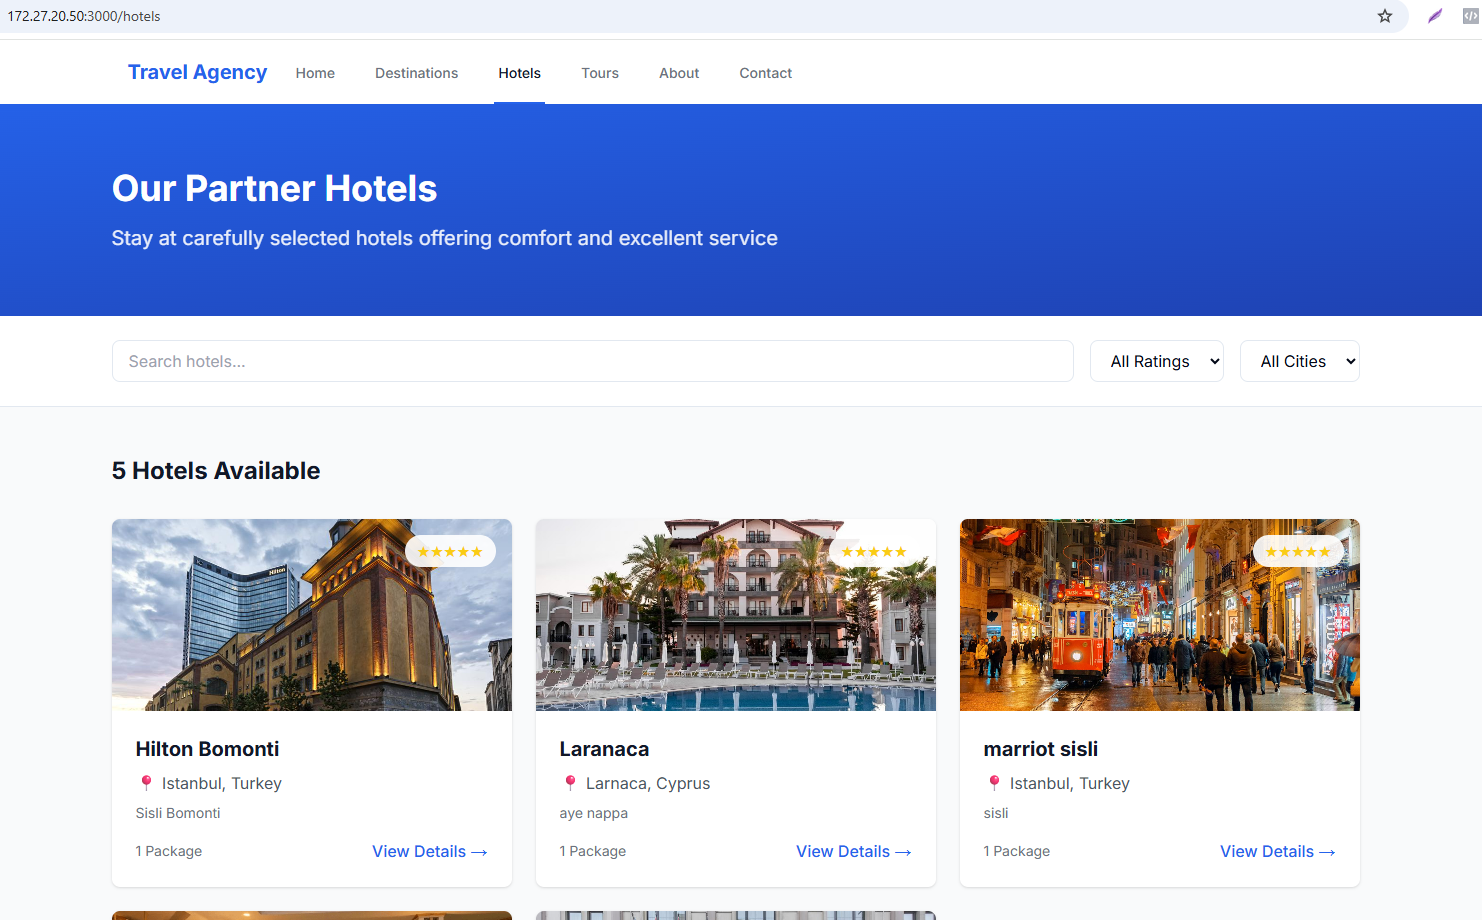 172.27.20.50:3000/hotels
Travel Agency Home Destinations Hotels Tours About Contact
Our Partner Hotels
Stay at carefully selected hotels offering comfort and excellent service
Search hotels... All Ratings All Cities
5 Hotels Available
★★★★★ ★★★★★ ★★★★★
Hilton
Hilton Bomonti
Istanbul, Turkey
Sisli Bomonti
1 Package View Details →
Laranaca
Larnaca, Cyprus
aye nappa
1 Package View Details →
marriot sisli
Istanbul, Turkey
sisli
1 Package View Details →